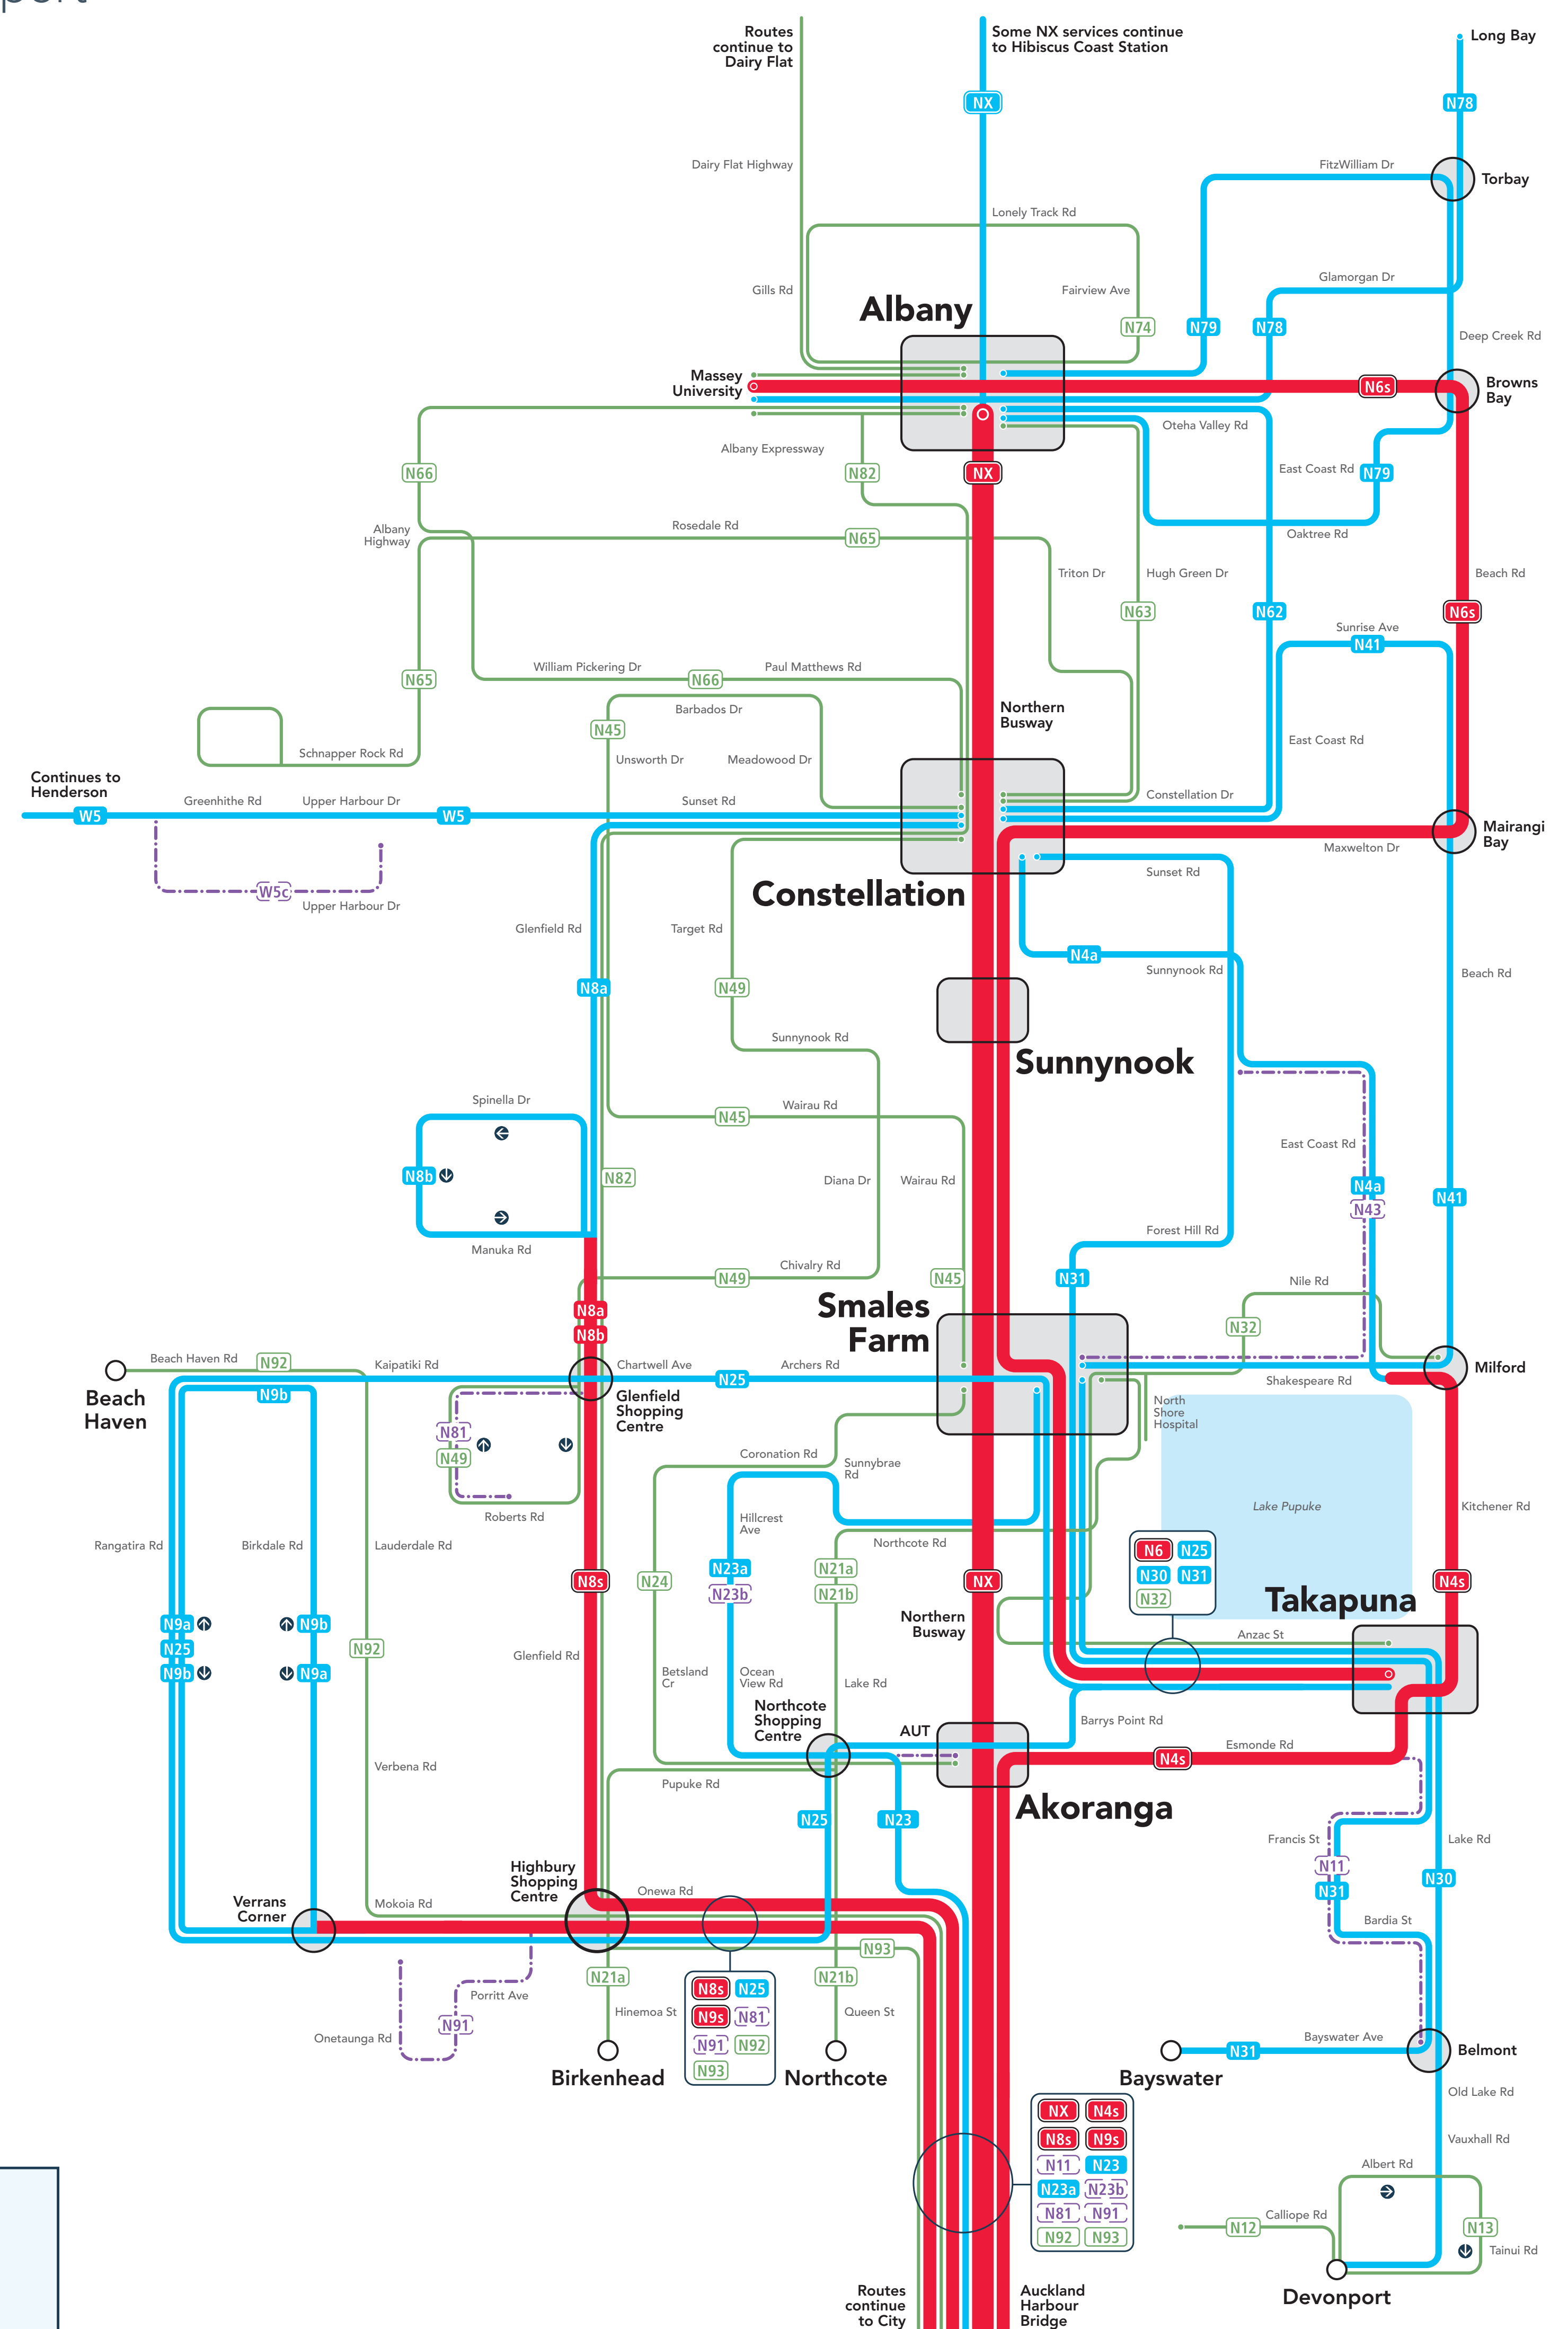 port
Routes
continue to
Dairy Flat
Some NX services continue
to Hibiscus Coast Station
Long Bay
NX
N78
Dairy Flat Highway
FitzWilliam Dr
Torbay
Lonely Track Rd
Gills Rd
Fairview Ave
Glamorgan Dr
Albany
N74
N79
N78
Deep Creek Rd
Massey
University
N6s
Browns
Bay
Oteha Valley Rd
Albany Expressway
N66
N82
NX
East Coast Rd
N79
Albany
Highway
Rosedale Rd
N65
Oaktree Rd
Triton Dr
Hugh Green Dr
Beach Rd
N63
N62
N6s
Sunrise Ave
N41
William Pickering Dr
Paul Matthews Rd
N65
N66
Barbados Dr
Northern
Busway
N45
Schnapper Rock Rd
Unsworth Dr
Meadowood Dr
East Coast Rd
Continues to
Henderson
Greenhithe Rd
Upper Harbour Dr
Sunset Rd
Constellation Dr
W5
W5
Mairangi
Bay
Maxwelton Dr
W5c
Upper Harbour Dr
Constellation
Sunset Rd
Glenfield Rd
Target Rd
N4a
Sunnynook Rd
Beach Rd
N8a
N49
Sunnynook Rd
Sunnynook
Spinella Dr
Wairau Rd
N45
East Coast Rd
N8b
N82
Diana Dr
Wairau Rd
N4a
N43
N41
Manuka Rd
Forest Hill Rd
Chivalry Rd
N49
N45
N31
Nile Rd
N8a
N8b
Smales
Farm
N32
Beach Haven Rd
N92
Kaipatiki Rd
Chartwell Ave
Archers Rd
N25
Milford
Shakespeare Rd
Beach
Haven
N9b
Glenfield
Shopping
Centre
North
Shore
Hospital
N81
N49
Coronation Rd
Sunnybrae
Rd
Roberts Rd
Hillcrest
Ave
Lake Pupuke
Kitchener Rd
Rangatira Rd
Birkdale Rd
Lauderdale Rd
Northcote Rd
N6
N25
N30
N31
N32
N8s
N24
N23a
N23b
N21a
N21b
NX
N4s
Takapuna
N9a
N25
N9b
N9b
N9a
N92
Northern
Busway
Anzac St
Glenfield Rd
Betsland
Cr
Ocean
View Rd
Lake Rd
Northcote
Shopping
Centre
AUT
Barrys Point Rd
Esmonde Rd
N4s
Verbena Rd
Pupuke Rd
Akoranga
N25
N23
Francis St
Lake Rd
N11
N31
N30
Highbury
Shopping
Centre
Onewa Rd
Verrans
Corner
Mokoia Rd
Bardia St
N93
N21a
N8s
N25
N9s
N81
N91
N92
N93
N21b
Porritt Ave
Hinemoa St
Queen St
N91
Onetaunga Rd
Bayswater Ave
N31
Belmont
Birkenhead
Northcote
Bayswater
Old Lake Rd
NX
N4s
N8s
N9s
N11
N23
N23a
N23b
N81
N91
N92
N93
Vauxhall Rd
Albert Rd
Calliope Rd
N12
N13
Tainui Rd
Devonport
Routes
continue
to City
Auckland
Harbour
Bridge